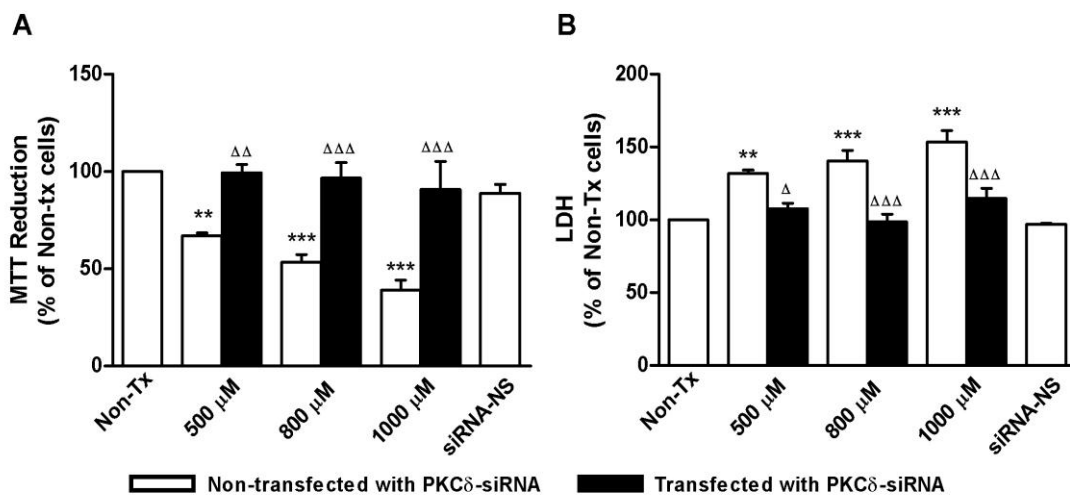 A
MTT Reduction
(% of Non-tx cells)
150
100
50
0
**
ΔΔ
***
ΔΔΔ
***
ΔΔΔ
Non-Tx
500 μM
800 μM
1000 μM
siRNA-NS
B
LDH
(% of Non-Tx cells)
200
150
100
50
0
**
Δ
***
ΔΔΔ
***
ΔΔΔ
Non-Tx
500 μM
800 μM
1000 μM
siRNA-NS
Non-transfected with PKCδ-siRNA
Transfected with PKCδ-siRNA